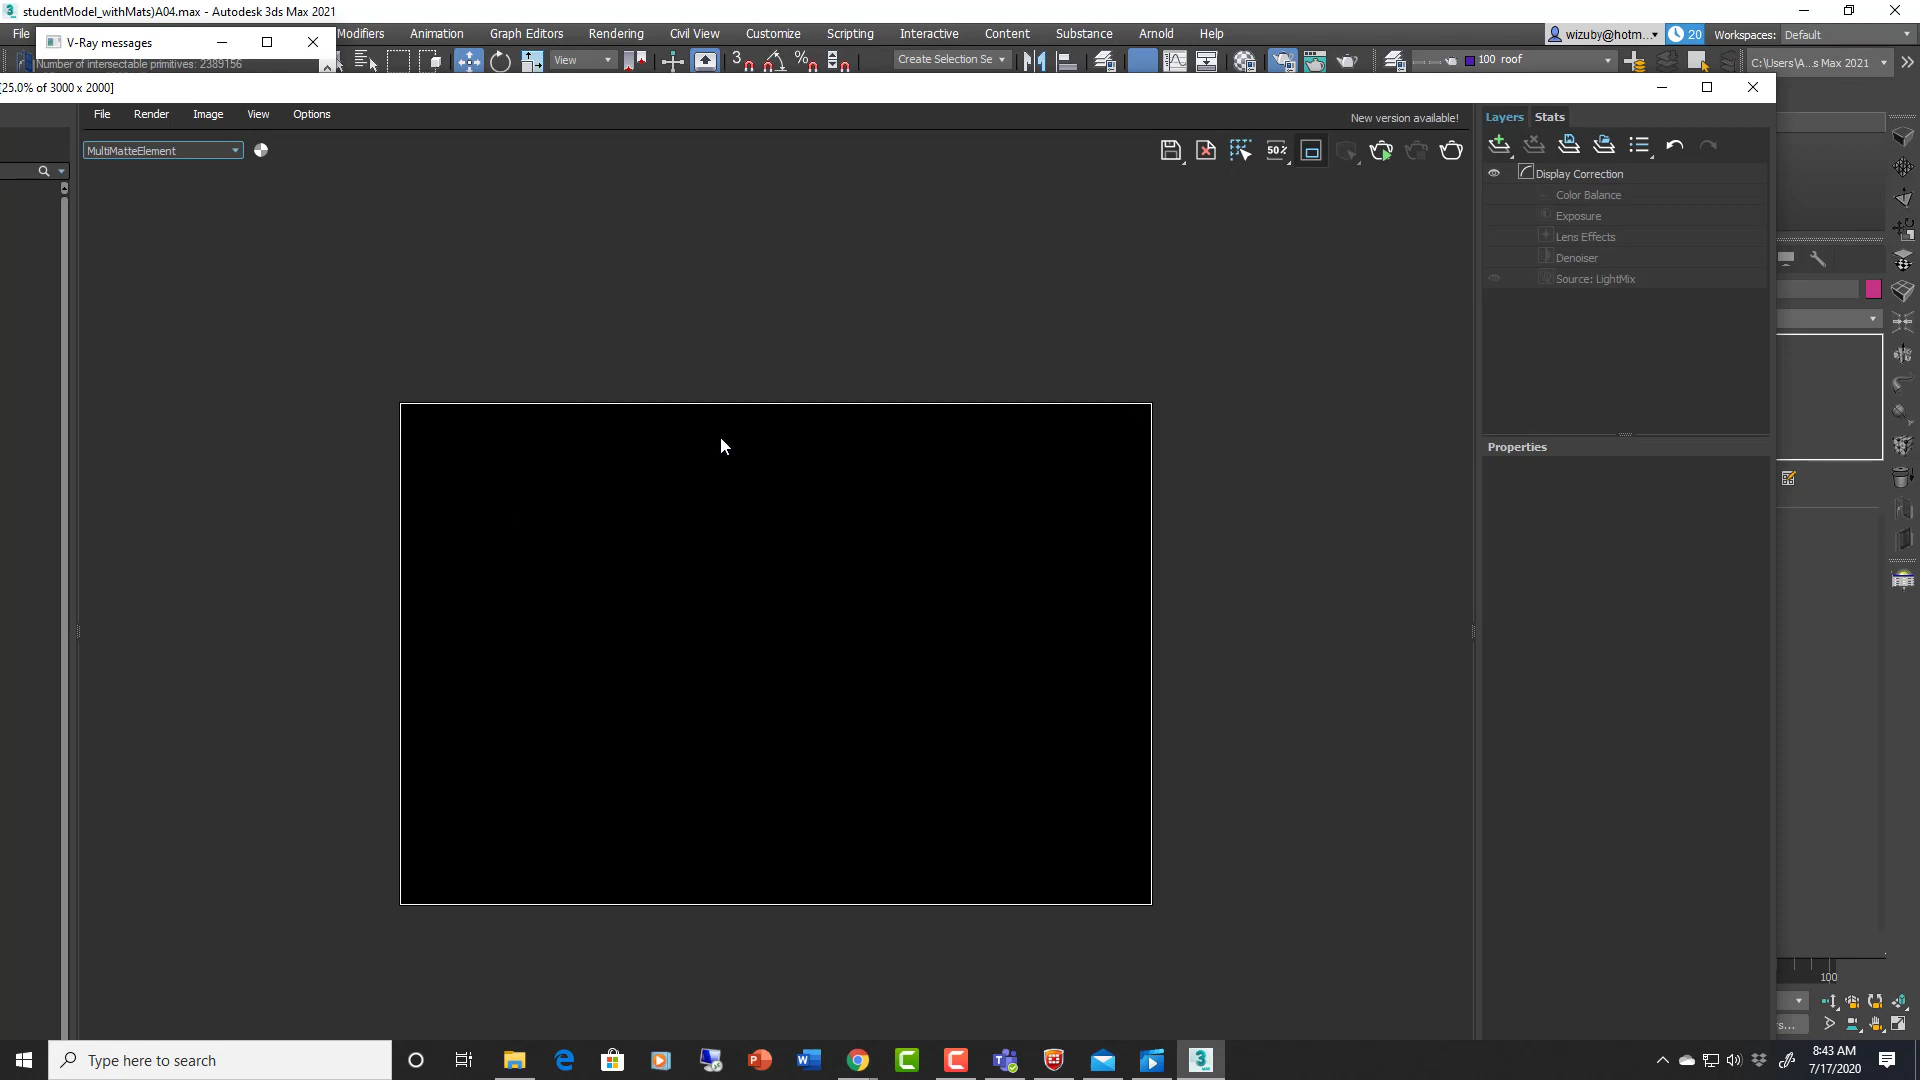 studentModel_withMats)A04.max - Autodesk 3ds Max 2021
File
Modifiers
Animation
Graph Editors
Rendering
Civil View
Customize
Scripting
Interactive
Content
Substance
Arnold
Help
wizuby@hotm...
20
Workspaces:
Default
V-Ray messages
Number of intersectable primitives: 2389156
View
Create Selection Se
100 roof
C:\Users\A...s Max 2021
[25.0% of 3000 x 2000]
File
Render
Image
View
Options
New version available!
MultiMatteElement
50%
Layers
Stats
Display Correction
Color Balance
Exposure
Lens Effects
Denoiser
Source: LightMix
Properties
100
s...
Type here to search
8:43 AM
7/17/2020